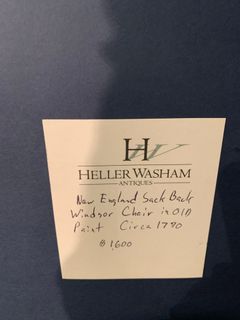 HW
HELLER WASHAM
ANTIQUES
New England Sack Back
Windsor Chair in Old
Paint Circa 1790
$1600